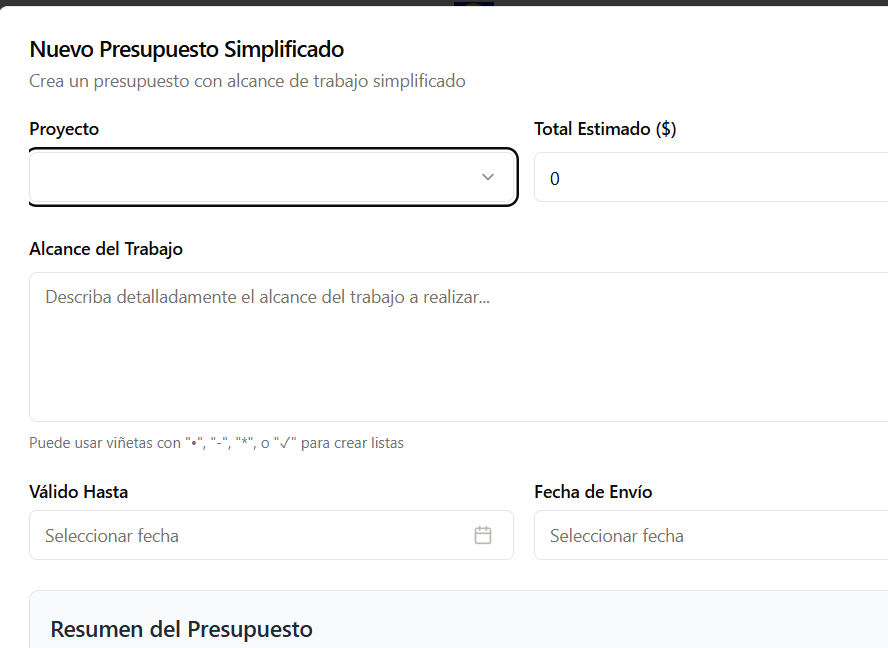 Nuevo Presupuesto Simplificado
Crea un presupuesto con alcance de trabajo simplificado
Proyecto
Total Estimado ($)
0
Alcance del Trabajo
Describa detalladamente el alcance del trabajo a realizar...
Puede usar viñetas con "•", "-", "*", o "✓" para crear listas
Válido Hasta
Fecha de Envío
Seleccionar fecha
Seleccionar fecha
Resumen del Presupuesto